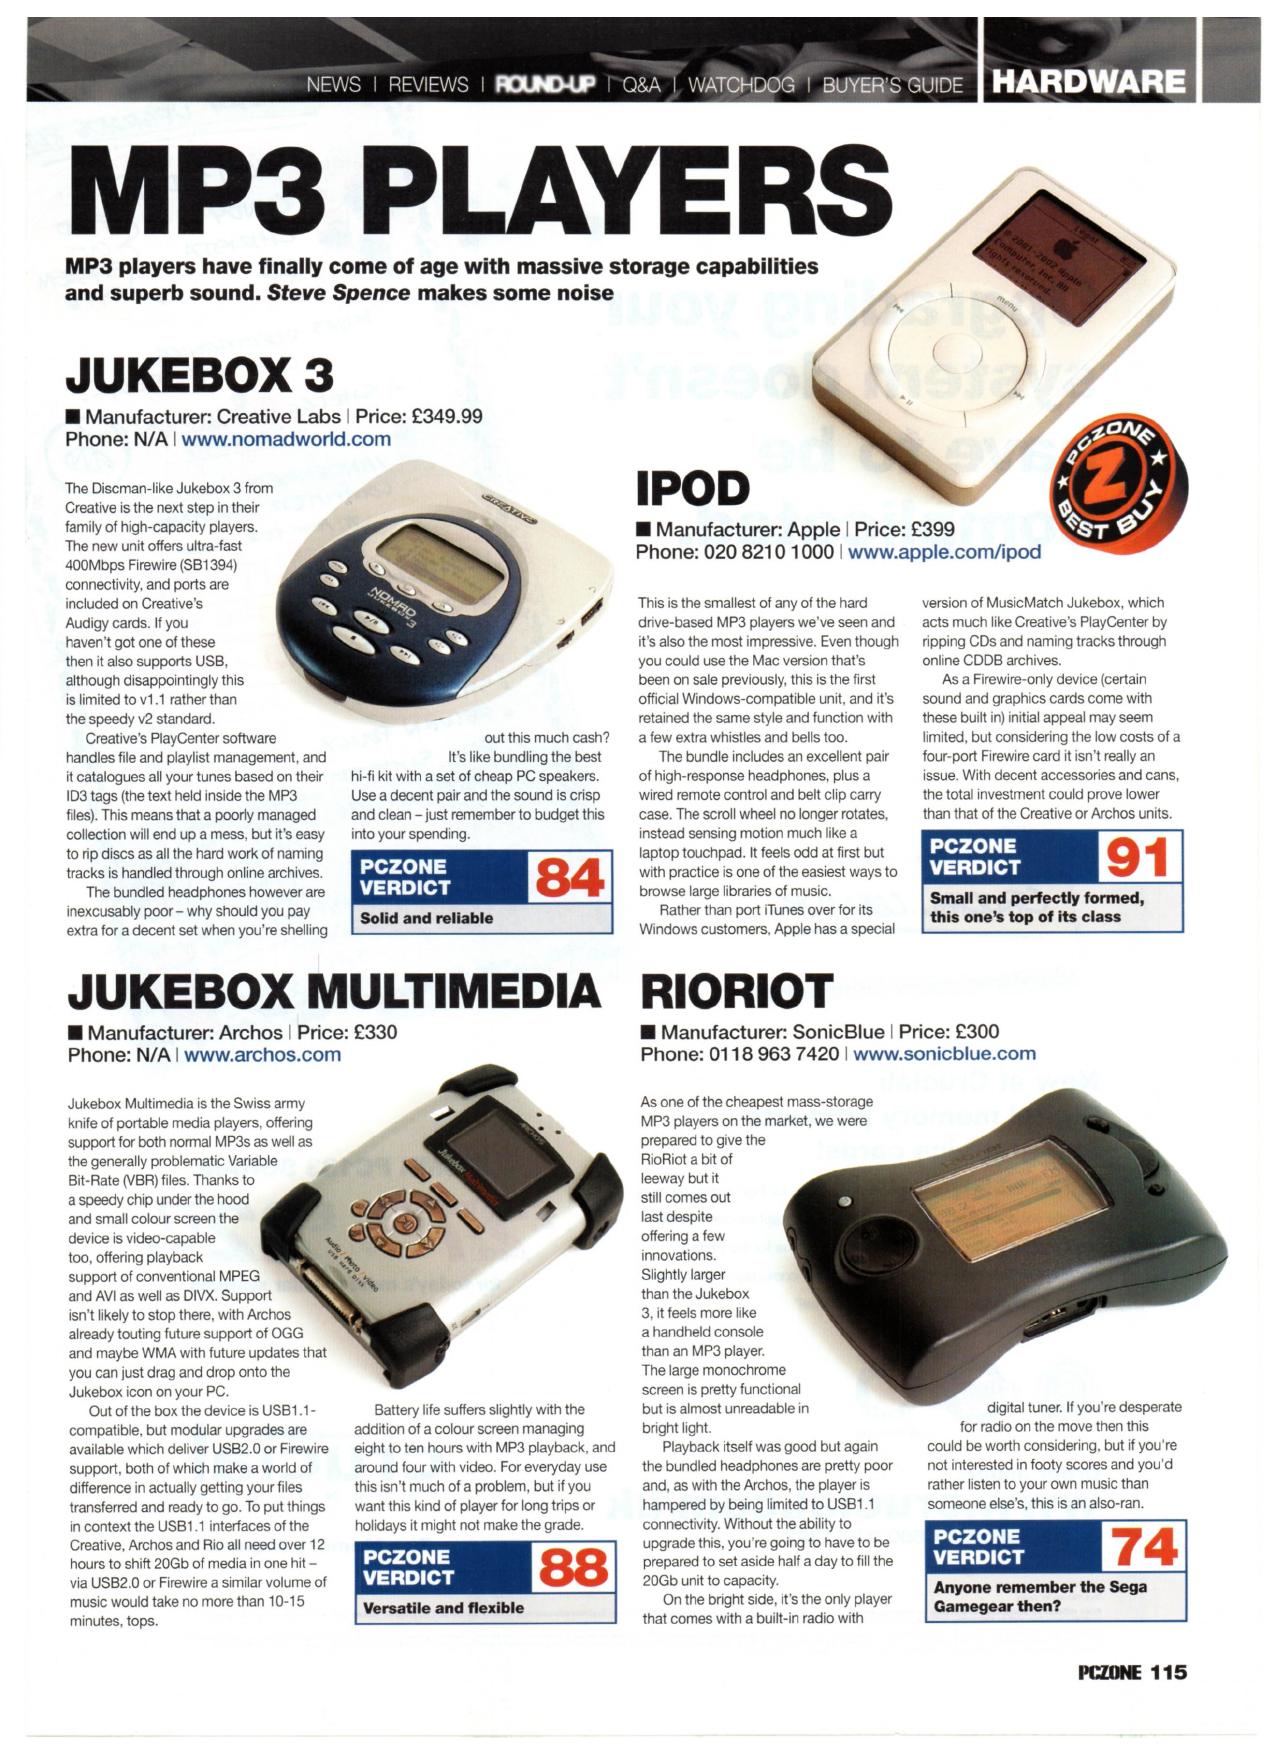 NEWS | REVIEWS | ROUND-UP | Q&A | WATCHDOG | BUYER'S GUIDE
HARDWARE
MP3 PLAYERS
MP3 players have finally come of age with massive storage capabilities
and superb sound. Steve Spence makes some noise
Legal
© 2001-2002 Apple
Computer, Inc. All
rights reserved.
menu
JUKEBOX 3
■ Manufacturer: Creative Labs | Price: £349.99
Phone: N/A | www.nomadworld.com
The Discman-like Jukebox 3 from
Creative is the next step in their
family of high-capacity players.
The new unit offers ultra-fast
400Mbps Firewire (SB1394)
connectivity, and ports are
included on Creative's
Audigy cards. If you
haven't got one of these
then it also supports USB,
although disappointingly this
is limited to v1.1 rather than
the speedy v2 standard.
Creative's PlayCenter software
handles file and playlist management, and
it catalogues all your tunes based on their
ID3 tags (the text held inside the MP3
files). This means that a poorly managed
collection will end up a mess, but it's easy
to rip discs as all the hard work of naming
tracks is handled through online archives.
The bundled headphones however are
inexcusably poor – why should you pay
extra for a decent set when you're shelling
CREATIVE
NOMAD
JUKEBOX 3
out this much cash?
It's like bundling the best
hi-fi kit with a set of cheap PC speakers.
Use a decent pair and the sound is crisp
and clean – just remember to budget this
into your spending.
PCZONE
VERDICT
84
Solid and reliable
IPOD
■ Manufacturer: Apple | Price: £399
Phone: 020 8210 1000 | www.apple.com/ipod
PCZONE
Z
BEST BUY
This is the smallest of any of the hard
drive-based MP3 players we've seen and
it's also the most impressive. Even though
you could use the Mac version that's
been on sale previously, this is the first
official Windows-compatible unit, and it's
retained the same style and function with
a few extra whistles and bells too.
The bundle includes an excellent pair
of high-response headphones, plus a
wired remote control and belt clip carry
case. The scroll wheel no longer rotates,
instead sensing motion much like a
laptop touchpad. It feels odd at first but
with practice is one of the easiest ways to
browse large libraries of music.
Rather than port iTunes over for its
Windows customers, Apple has a special
version of MusicMatch Jukebox, which
acts much like Creative's PlayCenter by
ripping CDs and naming tracks through
online CDDB archives.
As a Firewire-only device (certain
sound and graphics cards come with
these built in) initial appeal may seem
limited, but considering the low costs of a
four-port Firewire card it isn't really an
issue. With decent accessories and cans,
the total investment could prove lower
than that of the Creative or Archos units.
PCZONE
VERDICT
91
Small and perfectly formed,
this one's top of its class
JUKEBOX MULTIMEDIA
■ Manufacturer: Archos | Price: £330
Phone: N/A | www.archos.com
Jukebox Multimedia is the Swiss army
knife of portable media players, offering
support for both normal MP3s as well as
the generally problematic Variable
Bit-Rate (VBR) files. Thanks to
a speedy chip under the hood
and small colour screen the
device is video-capable
too, offering playback
support of conventional MPEG
and AVI as well as DIVX. Support
isn't likely to stop there, with Archos
already touting future support of OGG
and maybe WMA with future updates that
you can just drag and drop onto the
Jukebox icon on your PC.
Out of the box the device is USB1.1-
compatible, but modular upgrades are
available which deliver USB2.0 or Firewire
support, both of which make a world of
difference in actually getting your files
transferred and ready to go. To put things
in context the USB1.1 interfaces of the
Creative, Archos and Rio all need over 12
hours to shift 20Gb of media in one hit –
via USB2.0 or Firewire a similar volume of
music would take no more than 10-15
minutes, tops.
ARCHOS
Jukebox Multimedia
Audio / Photo / Video
USB HARD DISK
Battery life suffers slightly with the
addition of a colour screen managing
eight to ten hours with MP3 playback, and
around four with video. For everyday use
this isn't much of a problem, but if you
want this kind of player for long trips or
holidays it might not make the grade.
PCZONE
VERDICT
88
Versatile and flexible
RIORIOT
■ Manufacturer: SonicBlue | Price: £300
Phone: 0118 963 7420 | www.sonicblue.com
As one of the cheapest mass-storage
MP3 players on the market, we were
prepared to give the
RioRiot a bit of
leeway but it
still comes out
last despite
offering a few
innovations.
Slightly larger
than the Jukebox
3, it feels more like
a handheld console
than an MP3 player.
The large monochrome
screen is pretty functional
but is almost unreadable in
bright light.
Playback itself was good but again
the bundled headphones are pretty poor
and, as with the Archos, the player is
hampered by being limited to USB1.1
connectivity. Without the ability to
upgrade this, you're going to have to be
prepared to set aside half a day to fill the
20Gb unit to capacity.
On the bright side, it's the only player
that comes with a built-in radio with
digital tuner. If you're desperate
for radio on the move then this
could be worth considering, but if you're
not interested in footy scores and you'd
rather listen to your own music than
someone else's, this is an also-ran.
PCZONE
VERDICT
74
Anyone remember the Sega
Gamegear then?
PCZONE 115